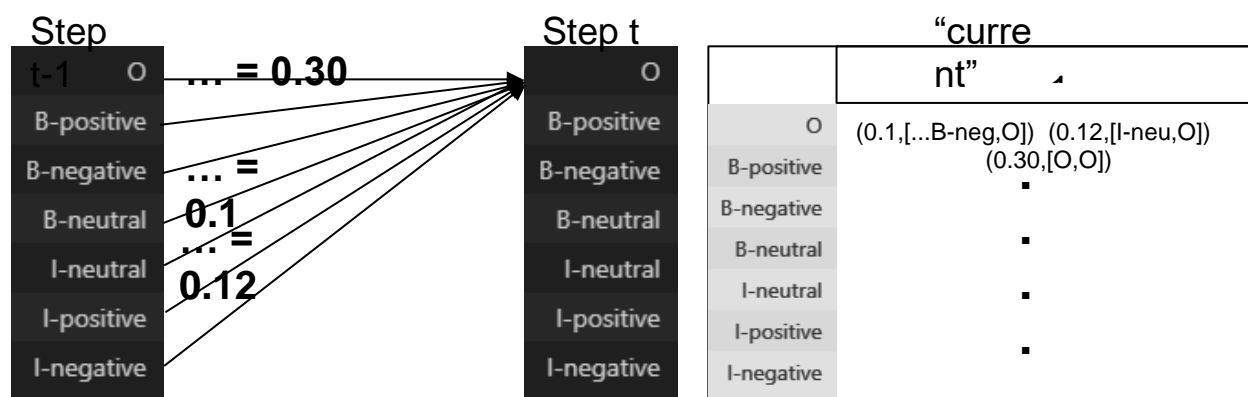 Step
t-1
O
B-positive
B-negative
B-neutral
I-neutral
I-positive
I-negative
... = 0.30
... =
0.1
... =
0.12
Step t
O
B-positive
B-negative
B-neutral
I-neutral
I-positive
I-negative
“curre
nt”
O
B-positive
B-negative
B-neutral
I-neutral
I-positive
I-negative
(0.1,[...B-neg,O]) (0.12,[I-neu,O])
(0.30,[O,O])
.
.
.
.